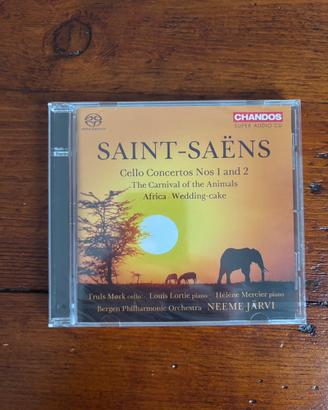 CHANDOS
SUPER AUDIO CD
SAINT-SAËNS
Cello Concertos Nos 1 and 2
The Carnival of the Animals
Africa · Wedding-cake
Truls Mørk cello Louis Lortie piano Hélène Mercier piano
Bergen Philharmonic Orchestra NEEME JÄRVI